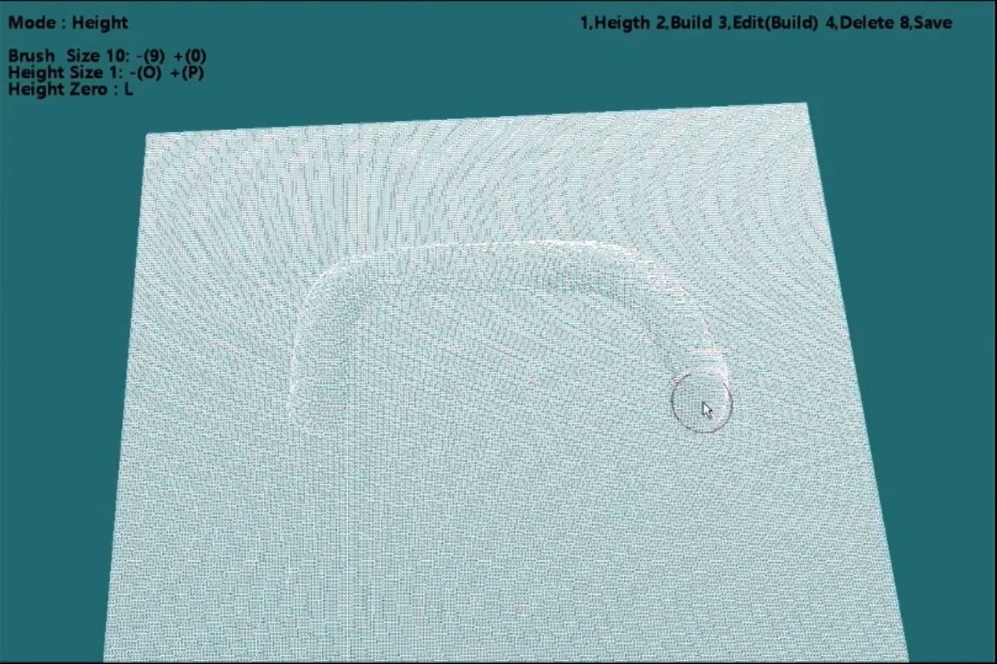 Mode : Height
1,Heigth 2,Build 3,Edit(Build) 4,Delete 8,Save
Brush Size 10: -(9) +(0)
Height Size 1: -(O) +(P)
Height Zero : L